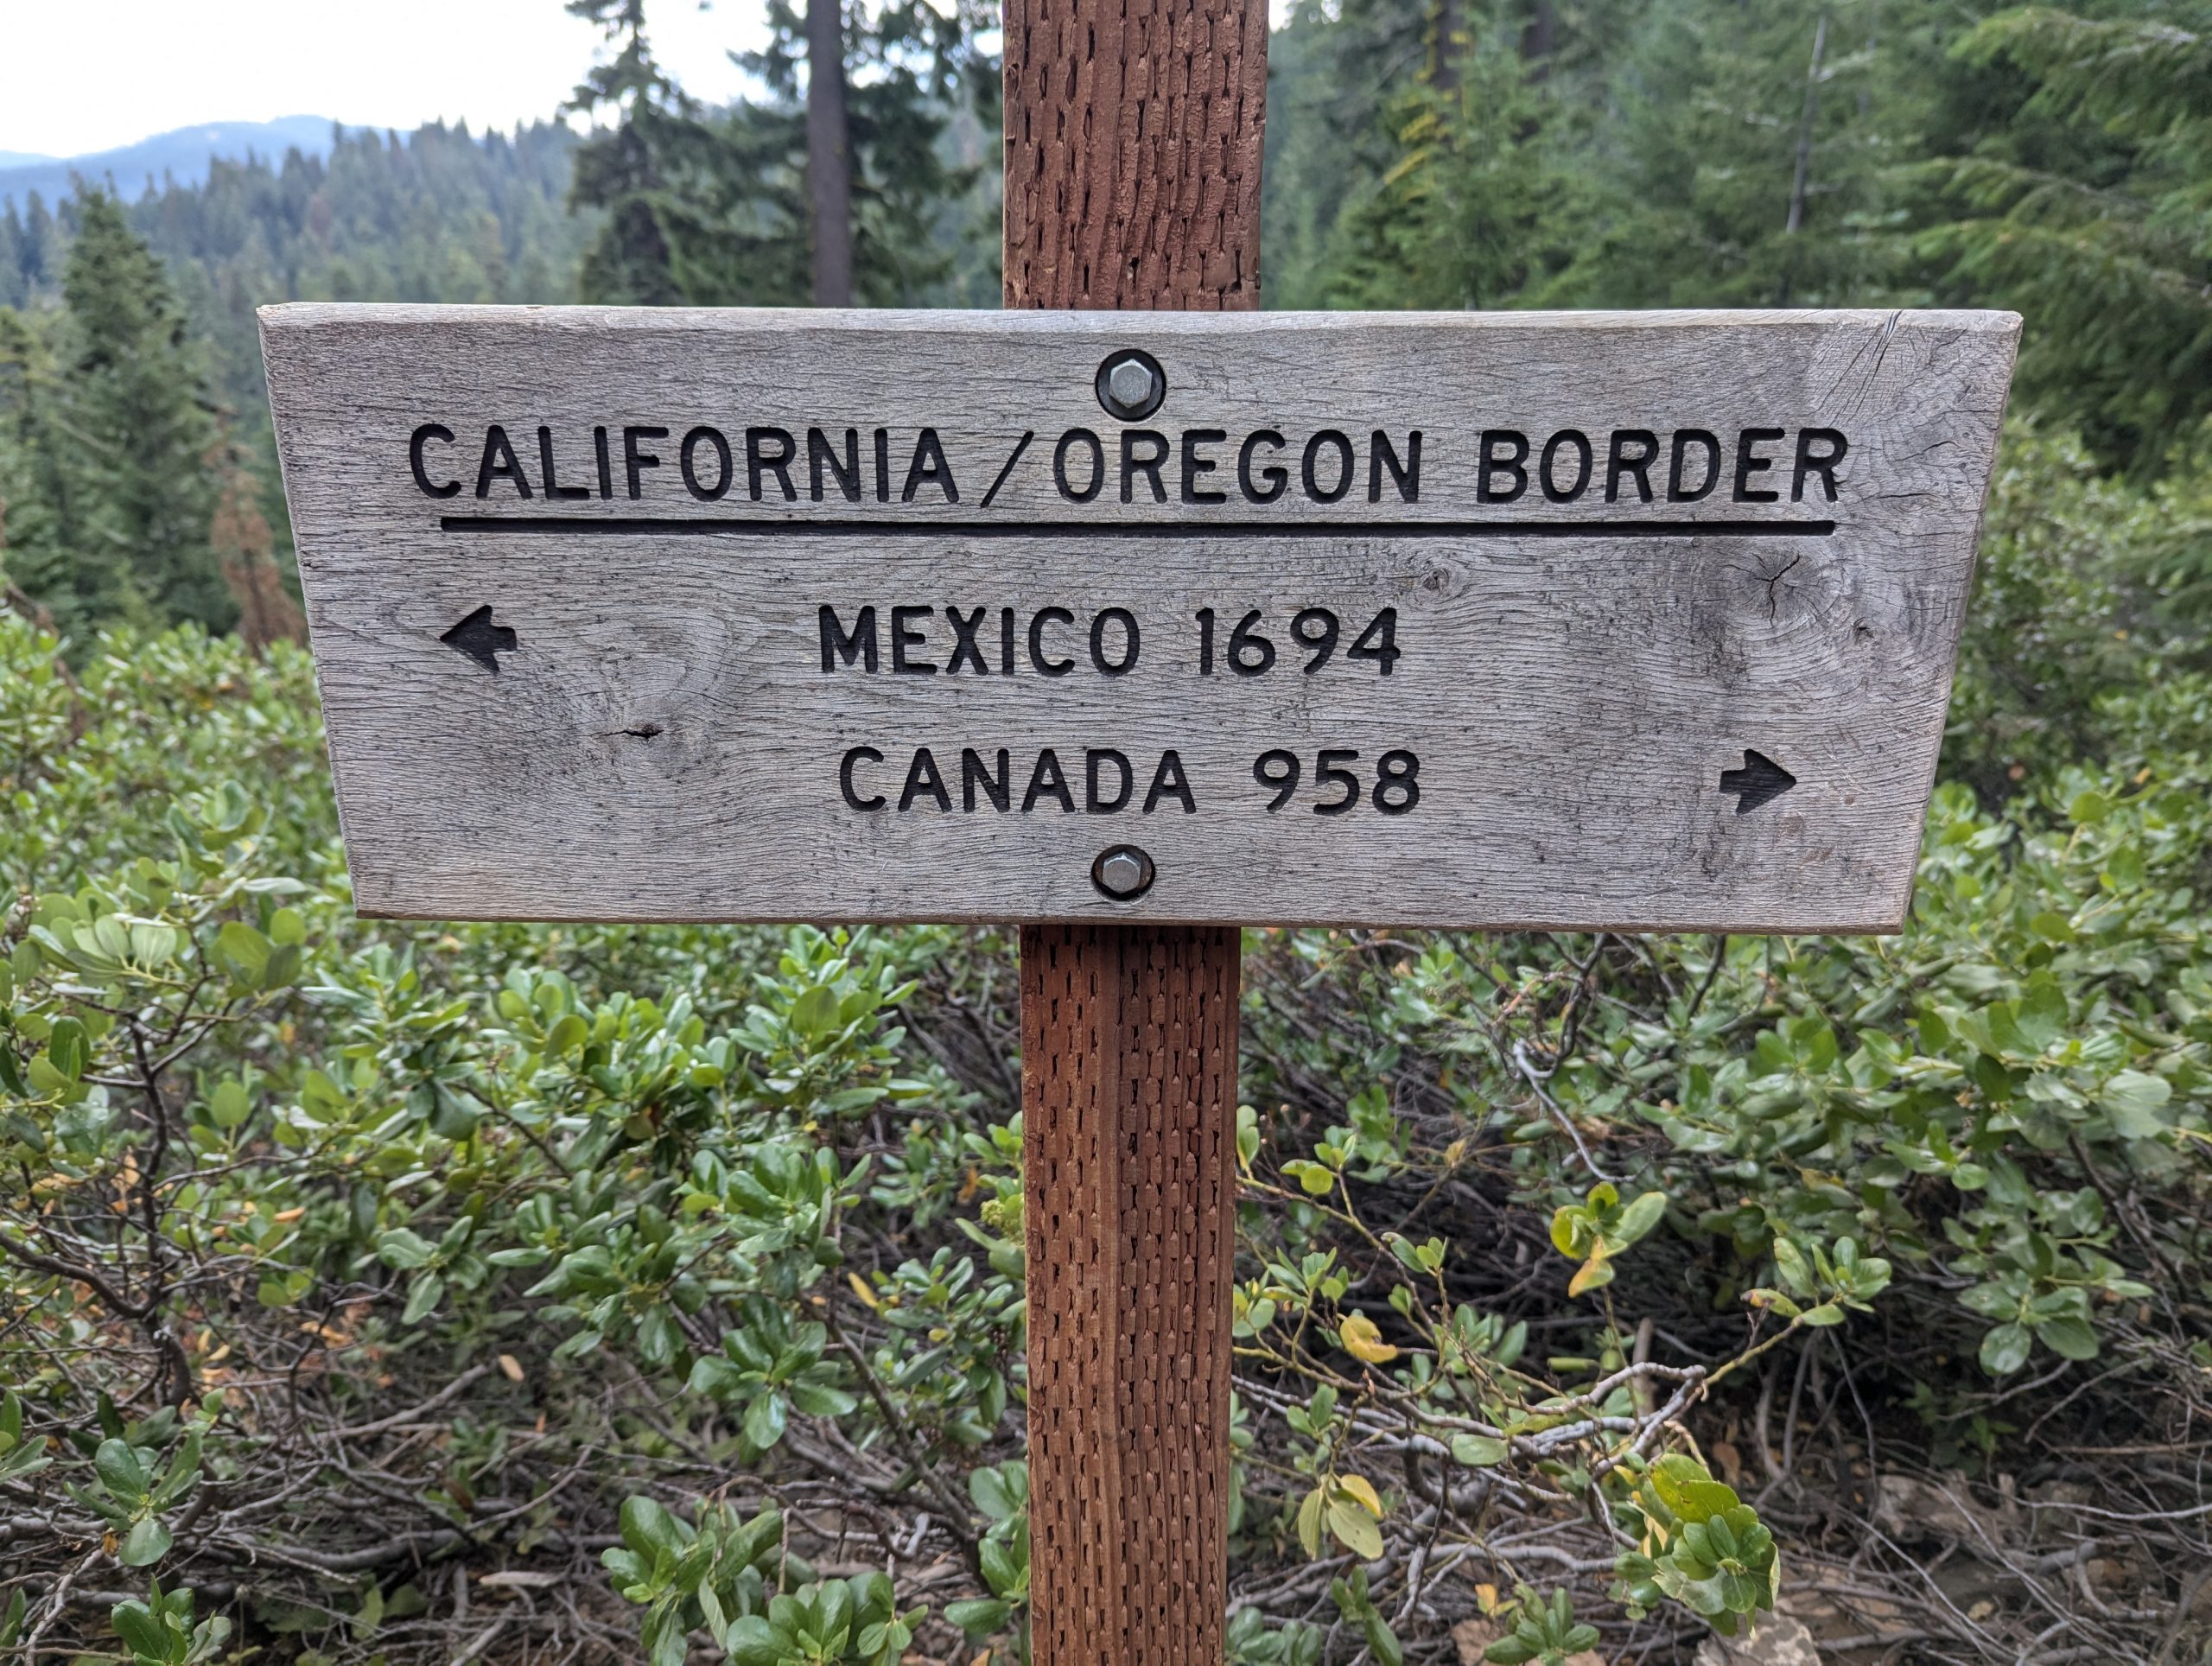 CALIFORNIA/OREGON BORDER
MEXICO 1694
CANADA 958